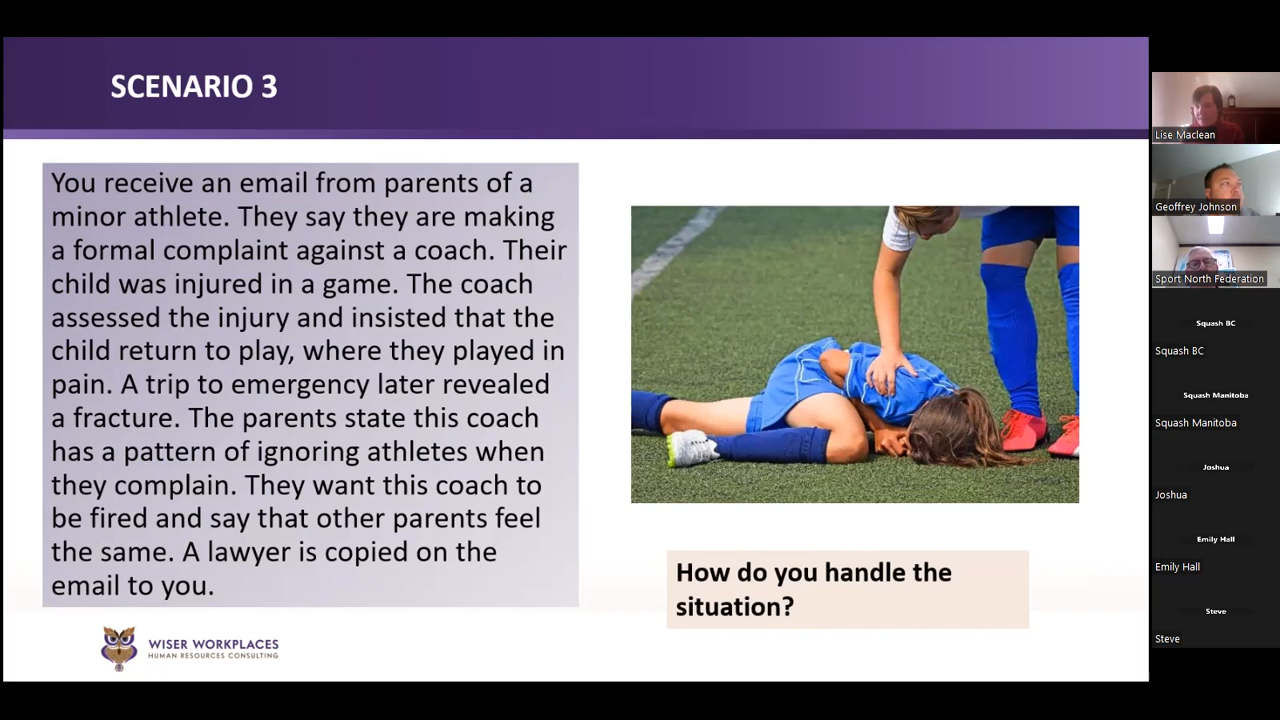 SCENARIO 3
You receive an email from parents of a
minor athlete. They say they are making
a formal complaint against a coach. Their
child was injured in a game. The coach
assessed the injury and insisted that the
child return to play, where they played in
pain. A trip to emergency later revealed
a fracture. The parents state this coach
has a pattern of ignoring athletes when
they complain. They want this coach to
be fired and say that other parents feel
the same. A lawyer is copied on the
email to you.
How do you handle the
situation?
WISER WORKPLACES
HUMAN RESOURCES CONSULTING
Lise Maclean
Geoffrey Johnson
Sport North Federation
Squash BC
Squash BC
Squash Manitoba
Squash Manitoba
Joshua
Joshua
Emily Hall
Emily Hall
Steve
Steve